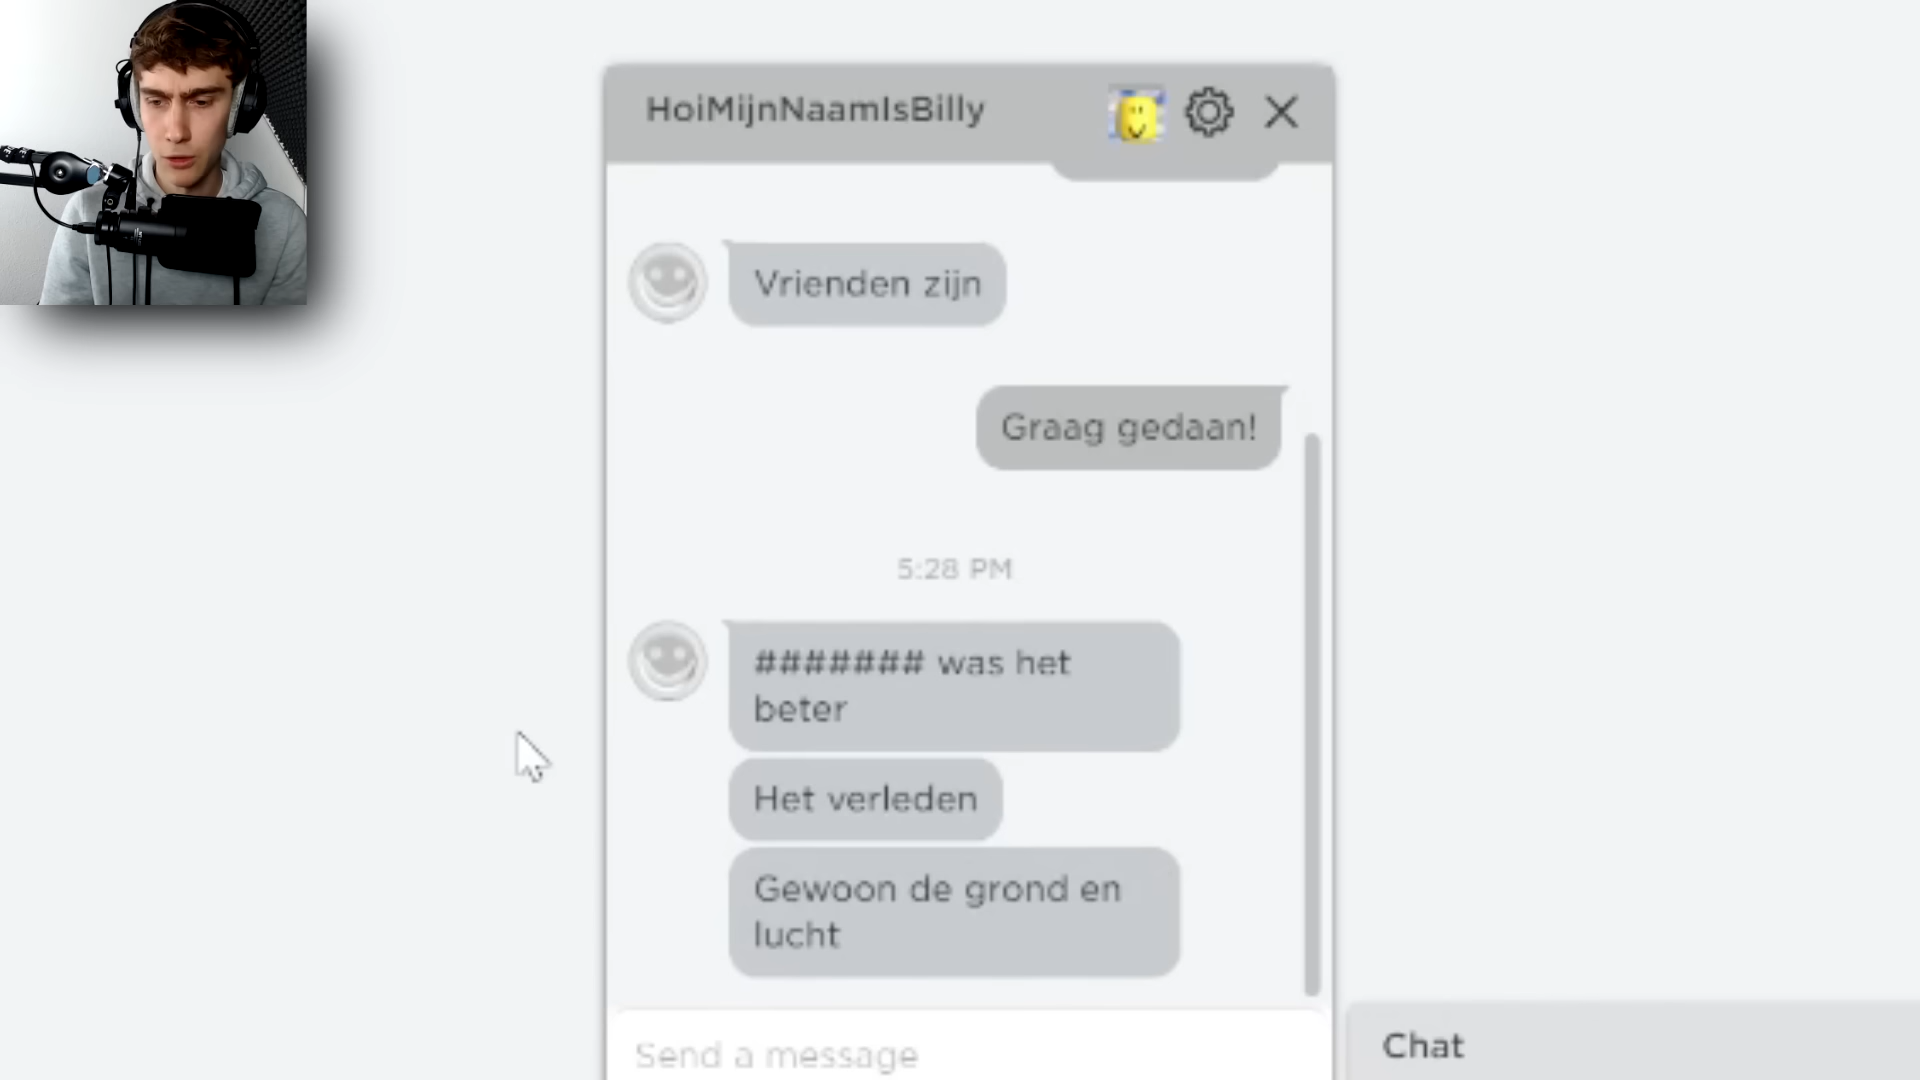 HoiMijnNaamIsBilly
Vrienden zijn
Graag gedaan!
5:28 PM
####### was het
beter
Het verleden
Gewoon de grond en
lucht
Send a message
Chat